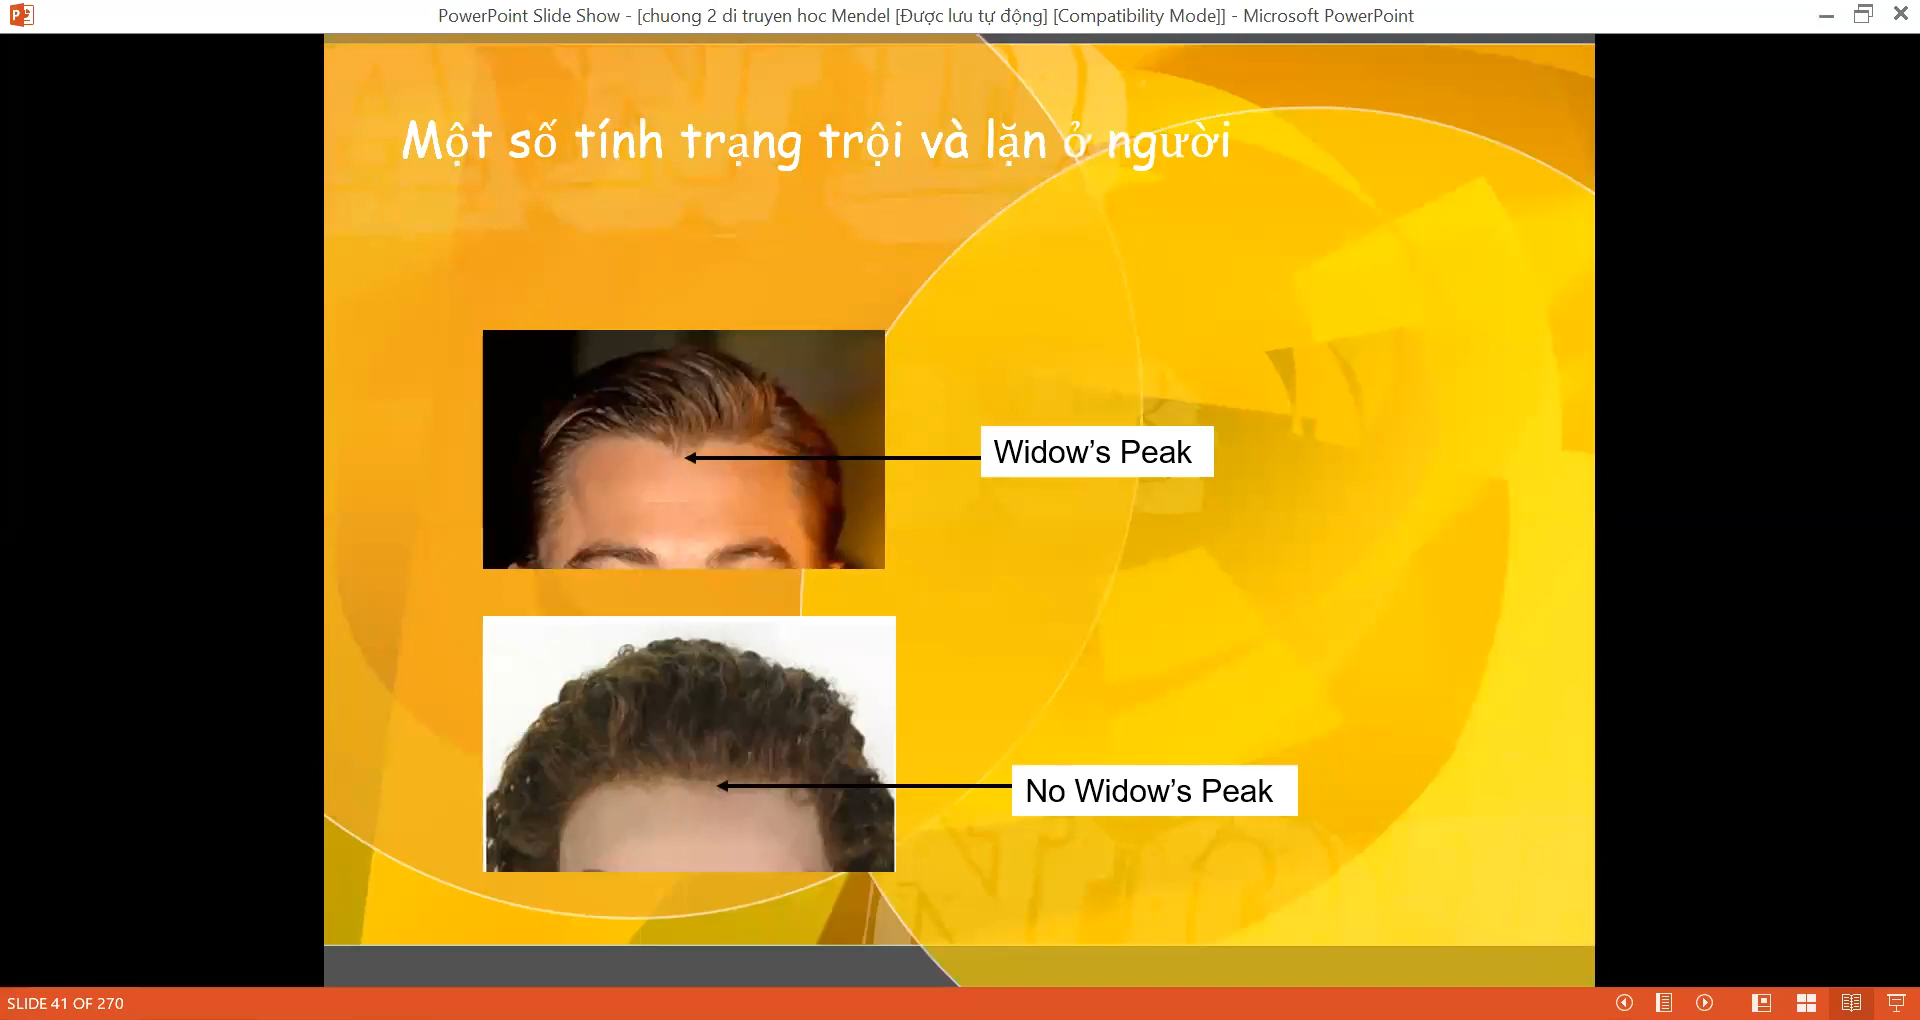 PowerPoint Slide Show - [chuong 2 di truyen hoc Mendel [Được lưu tự động] [Compatibility Mode]] - Microsoft PowerPoint
Một số tính trạng trội và lặn ở người
Widow’s Peak
No Widow’s Peak
SLIDE 41 OF 270